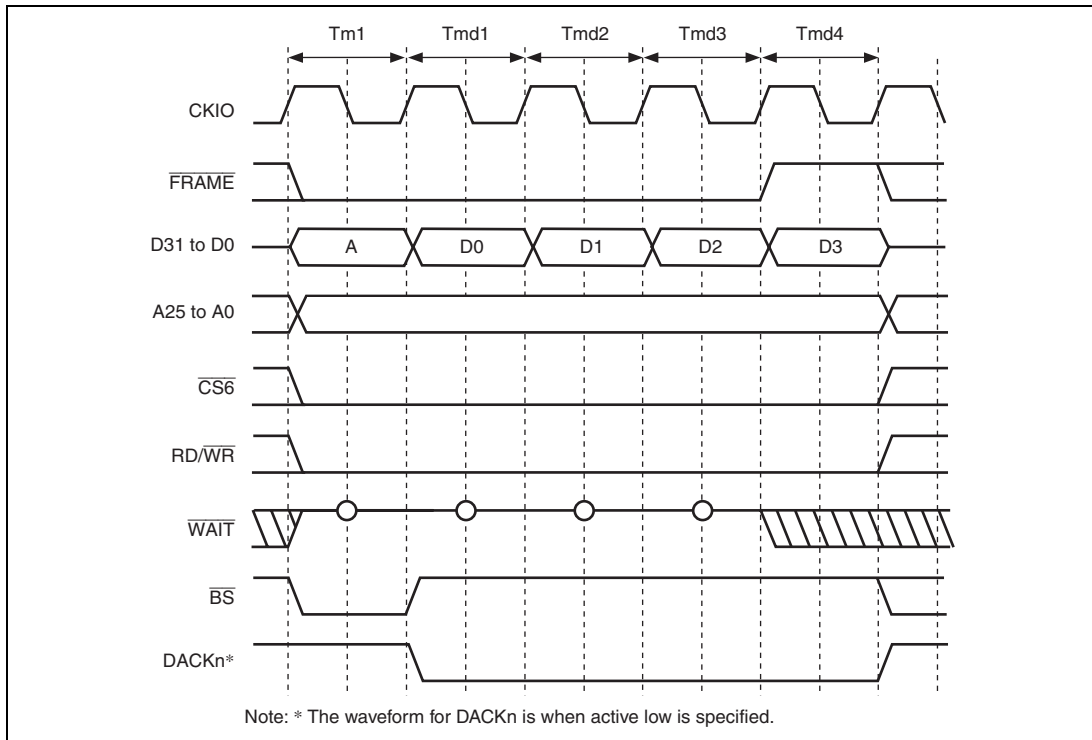 Tm1 Tmd1 Tmd2 Tmd3 Tmd4
CKIO
FRAME
D31 to D0 A D0 D1 D2 D3
A25 to A0
CS6
RD/WR
WAIT
BS
DACKn*
Note: * The waveform for DACKn is when active low is specified.